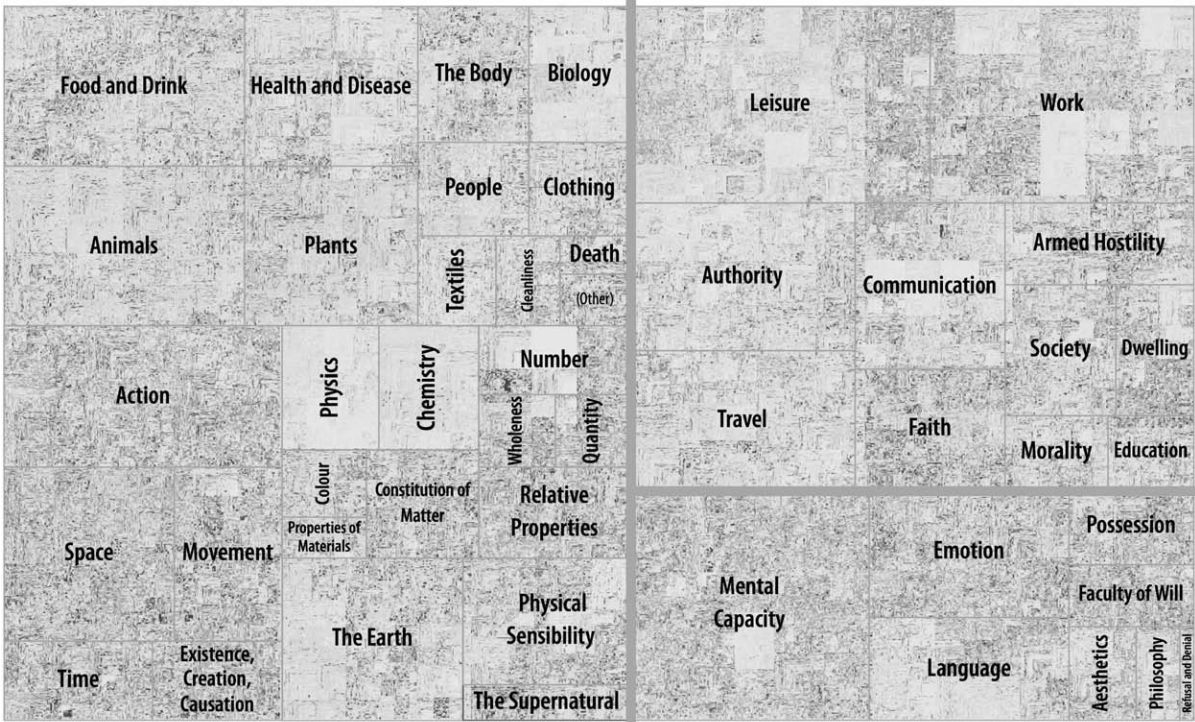 Food and Drink
Health and Disease
The Body
Biology
People
Clothing
Animals
Plants
Textiles
Cleanliness
Death
(Other)
Action
Physics
Chemistry
Number
Wholeness
Quantity
Colour
Constitution of
Matter
Relative
Properties
Properties of
Materials
Space
Movement
Time
Existence,
Creation,
Causation
The Earth
Physical
Sensibility
The Supernatural
Leisure
Work
Authority
Communication
Armed Hostility
Society
Dwelling
Travel
Faith
Morality
Education
Mental
Capacity
Emotion
Possession
Faculty of Will
Language
Aesthetics
Philosophy
Refusal and Denial